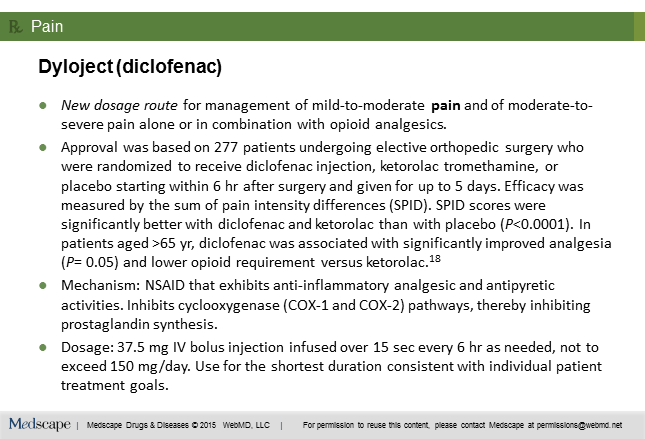 ℞ Pain
Dyloject (diclofenac)
● New dosage route for management of mild-to-moderate pain and of moderate-to-
severe pain alone or in combination with opioid analgesics.
● Approval was based on 277 patients undergoing elective orthopedic surgery who
were randomized to receive diclofenac injection, ketorolac tromethamine, or
placebo starting within 6 hr after surgery and given for up to 5 days. Efficacy was
measured by the sum of pain intensity differences (SPID). SPID scores were
significantly better with diclofenac and ketorolac than with placebo (P<0.0001). In
patients aged >65 yr, diclofenac was associated with significantly improved analgesia
(P= 0.05) and lower opioid requirement versus ketorolac.18
● Mechanism: NSAID that exhibits anti-inflammatory analgesic and antipyretic
activities. Inhibits cyclooxygenase (COX-1 and COX-2) pathways, thereby inhibiting
prostaglandin synthesis.
● Dosage: 37.5 mg IV bolus injection infused over 15 sec every 6 hr as needed, not to
exceed 150 mg/day. Use for the shortest duration consistent with individual patient
treatment goals.
Medscape | Medscape Drugs & Diseases © 2015 WebMD, LLC | For permission to reuse this content, please contact Medscape at permissions@webmd.net